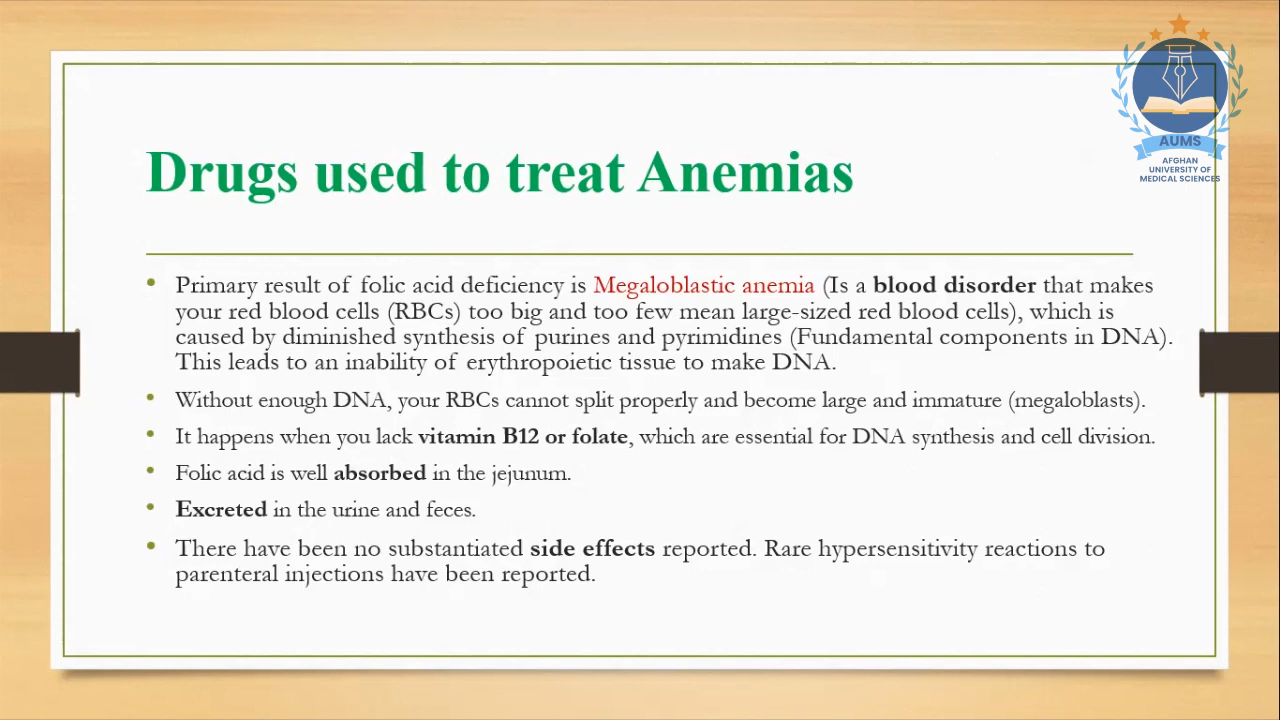 AUMS
AFGHAN
UNIVERSITY OF
MEDICAL SCIENCES
Drugs used to treat Anemias
• Primary result of folic acid deficiency is Megaloblastic anemia (Is a blood disorder that makes
your red blood cells (RBCs) too big and too few mean large-sized red blood cells), which is
caused by diminished synthesis of purines and pyrimidines (Fundamental components in DNA).
This leads to an inability of erythropoietic tissue to make DNA.
• Without enough DNA, your RBCs cannot split properly and become large and immature (megaloblasts).
• It happens when you lack vitamin B12 or folate, which are essential for DNA synthesis and cell division.
• Folic acid is well absorbed in the jejunum.
• Excreted in the urine and feces.
• There have been no substantiated side effects reported. Rare hypersensitivity reactions to
parenteral injections have been reported.